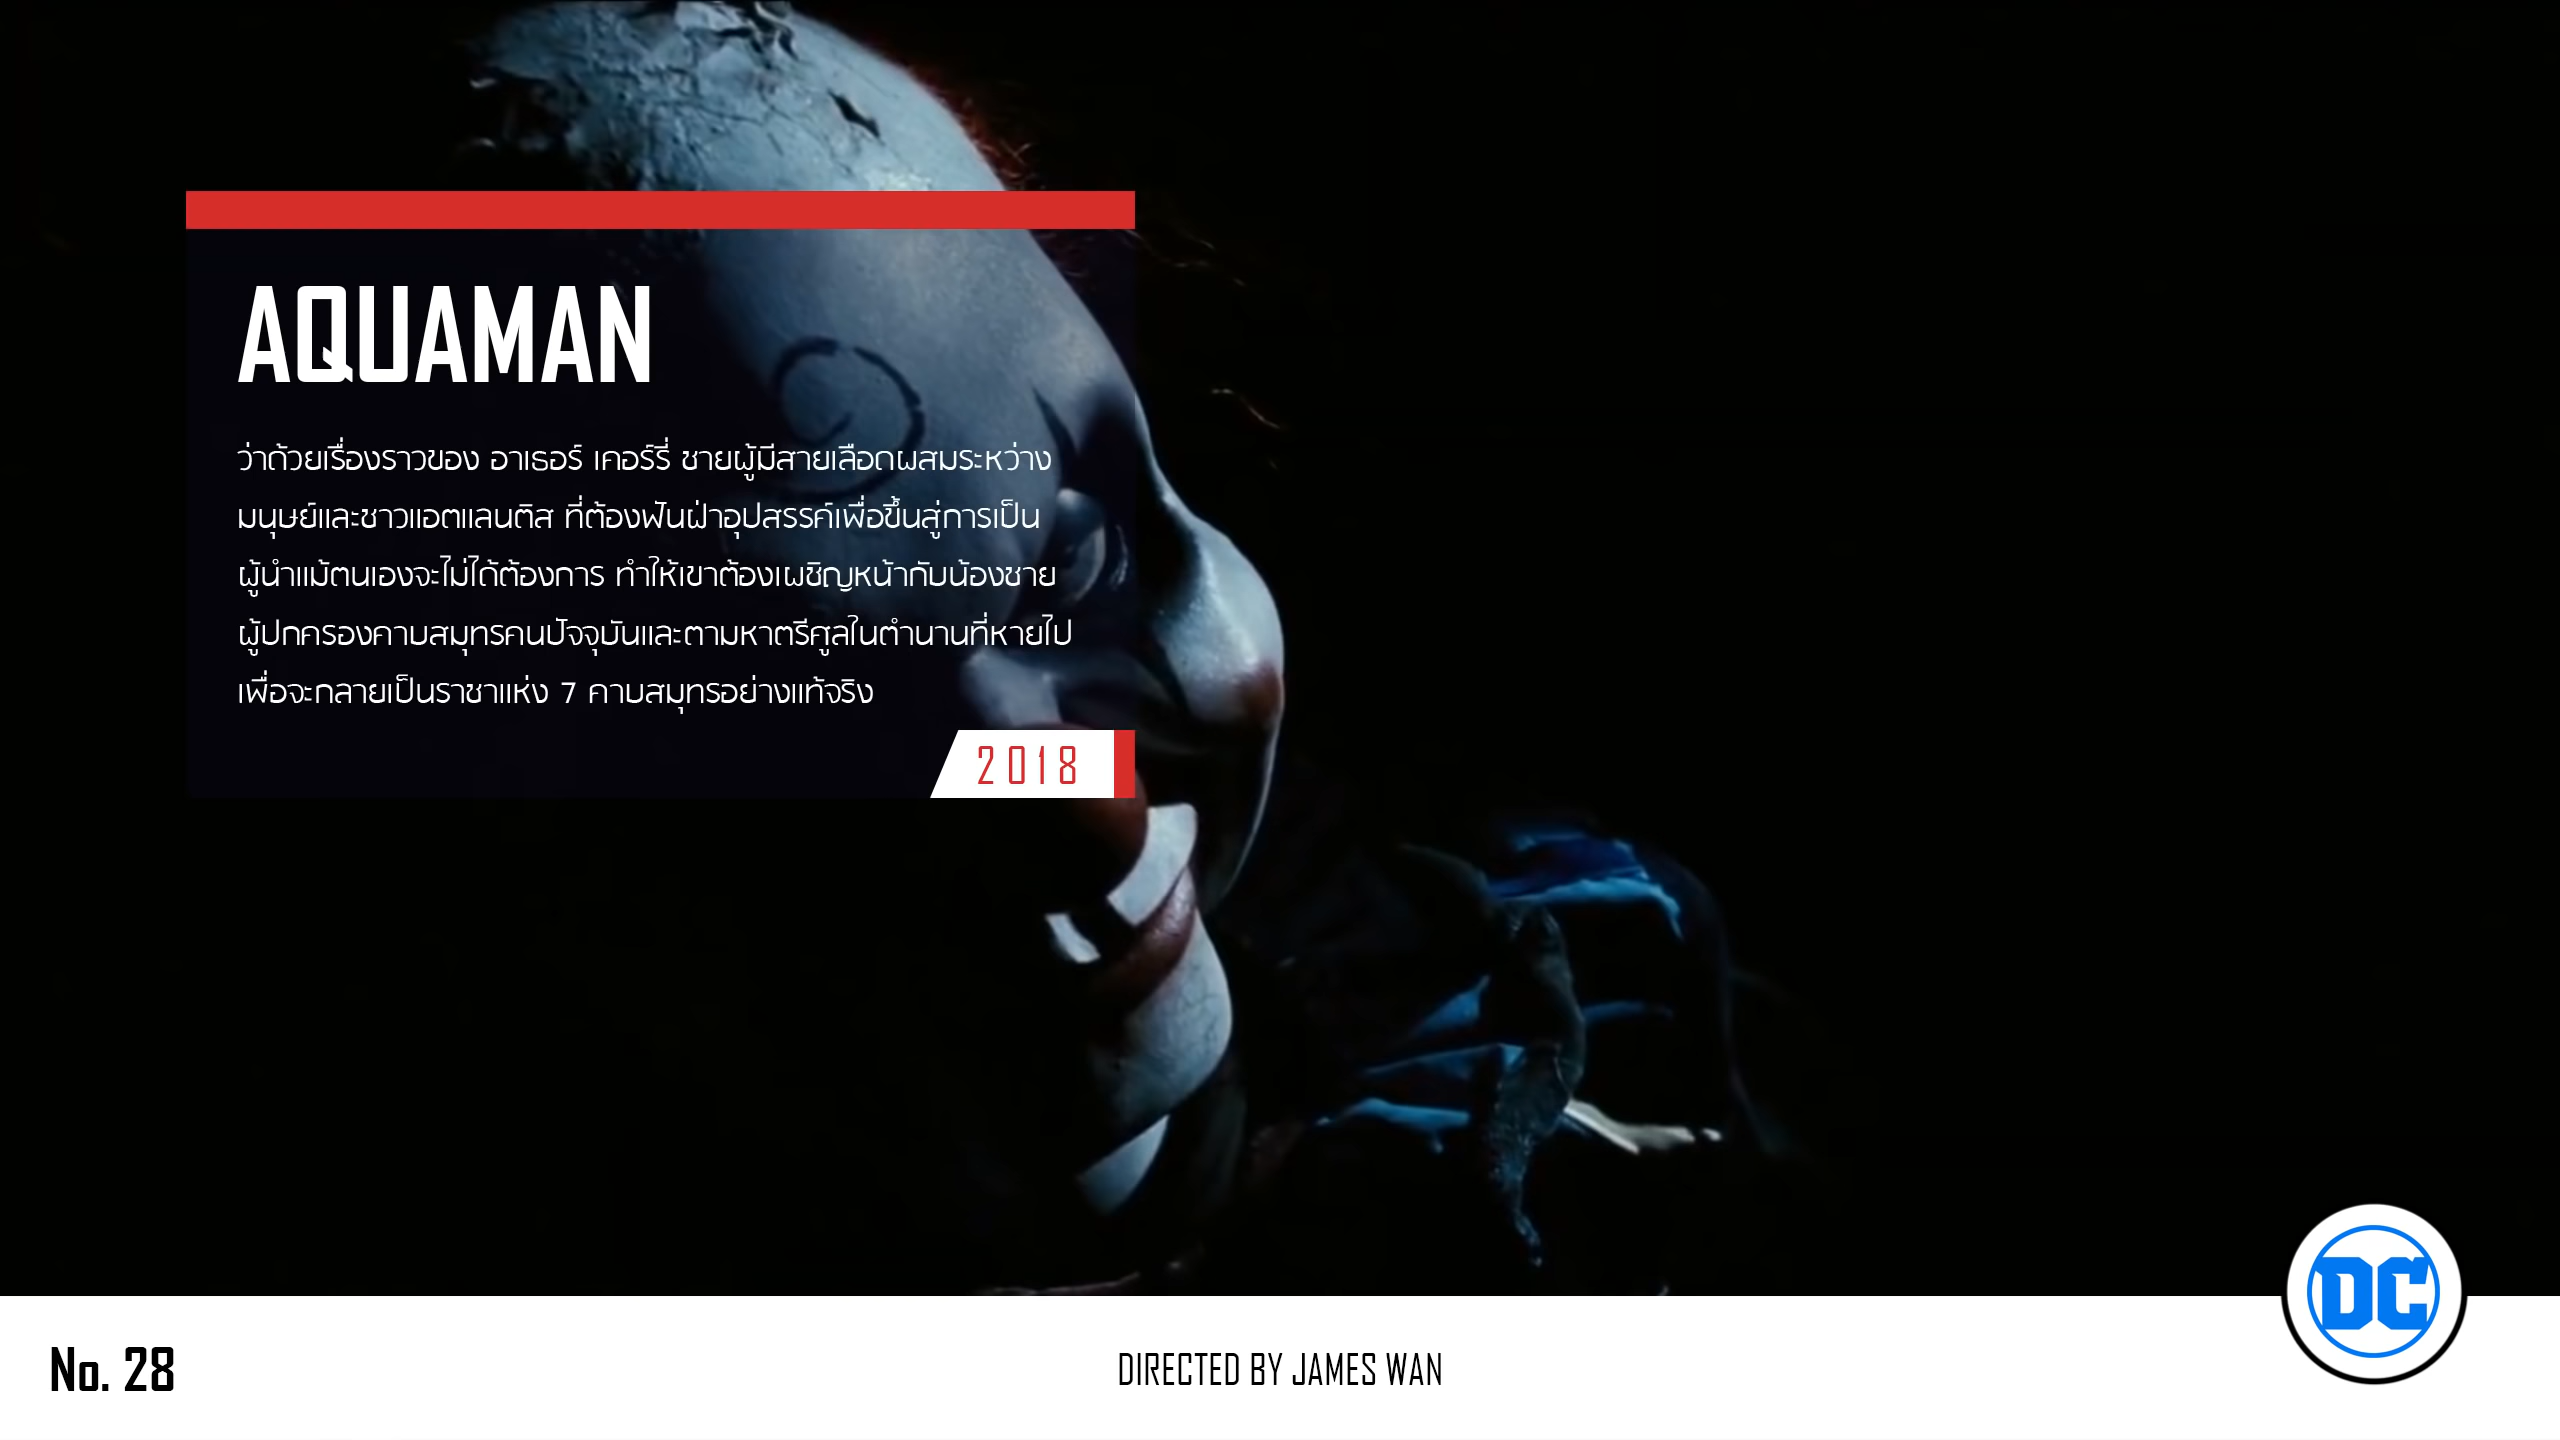 AQUAMAN
ว่าด้วยเรื่องราวของ อาเธอร์ เคอร์รี่ ชายผู้มีสายเลือดผสมระหว่าง
มนุษย์และชาวแอตแลนติส ที่ต้องฟันฝ่าอุปสรรค์เพื่อขึ้นสู่การเป็น
ผู้นำแม้ตนเองจะไม่ได้ต้องการ ทำให้เขาต้องเผชิญหน้ากับน้องชาย
ผู้ปกครองคาบสมุทรคนปัจจุบันและตามหาตรีศูลในตำนานที่หายไป
เพื่อจะกลายเป็นราชาแห่ง 7 คาบสมุทรอย่างแท้จริง
2018
No. 28
DIRECTED BY JAMES WAN
DC